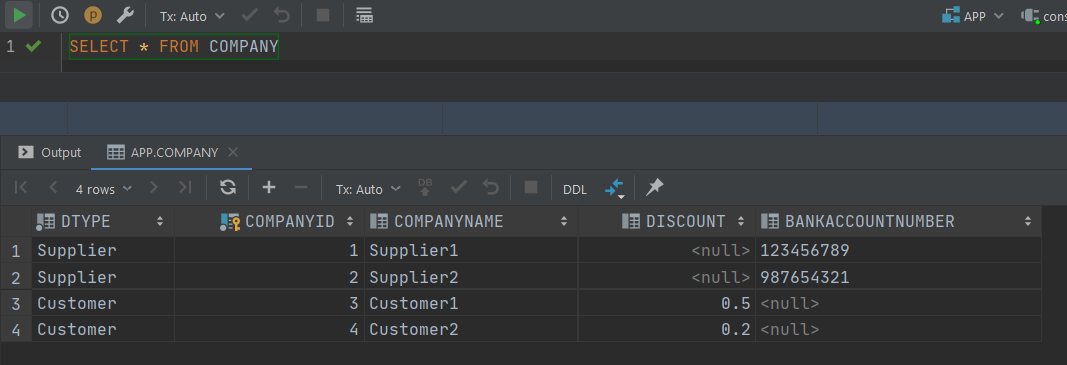 Tx: Auto APP cons
1 SELECT * FROM COMPANY
Output APP.COMPANY
4 rows Tx: Auto DB DDL
DTYPE COMPANYID COMPANYNAME DISCOUNT BANKACCOUNTNUMBER
1 Supplier 1 Supplier1 <null> 123456789
2 Supplier 2 Supplier2 <null> 987654321
3 Customer 3 Customer1 0.5 <null>
4 Customer 4 Customer2 0.2 <null>